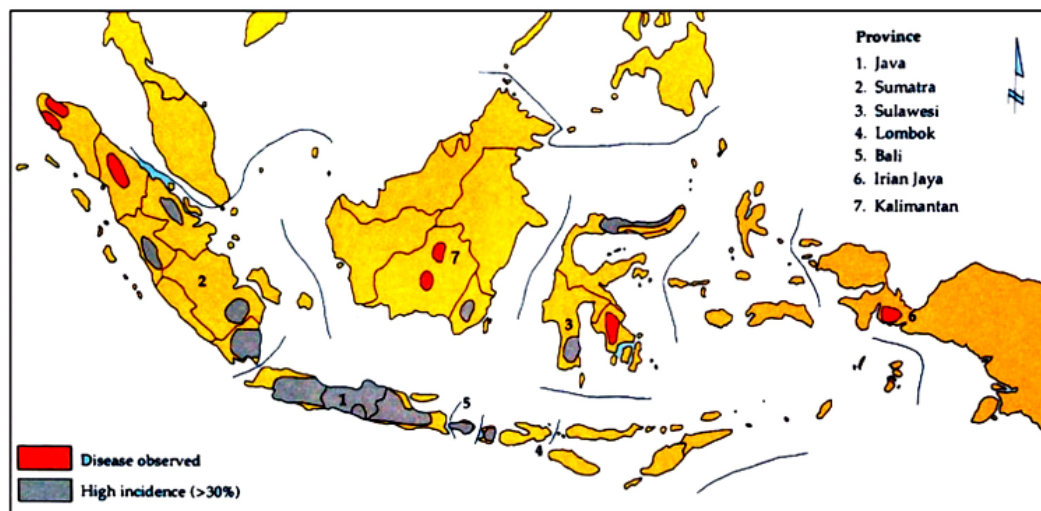 Province
1. Java
2. Sumatra
3. Sulawesi
4. Lombok
5. Bali
6. Irian Jaya
7. Kalimantan
7
2
6
3
1
5
4
Disease observed
High incidence (>30%)